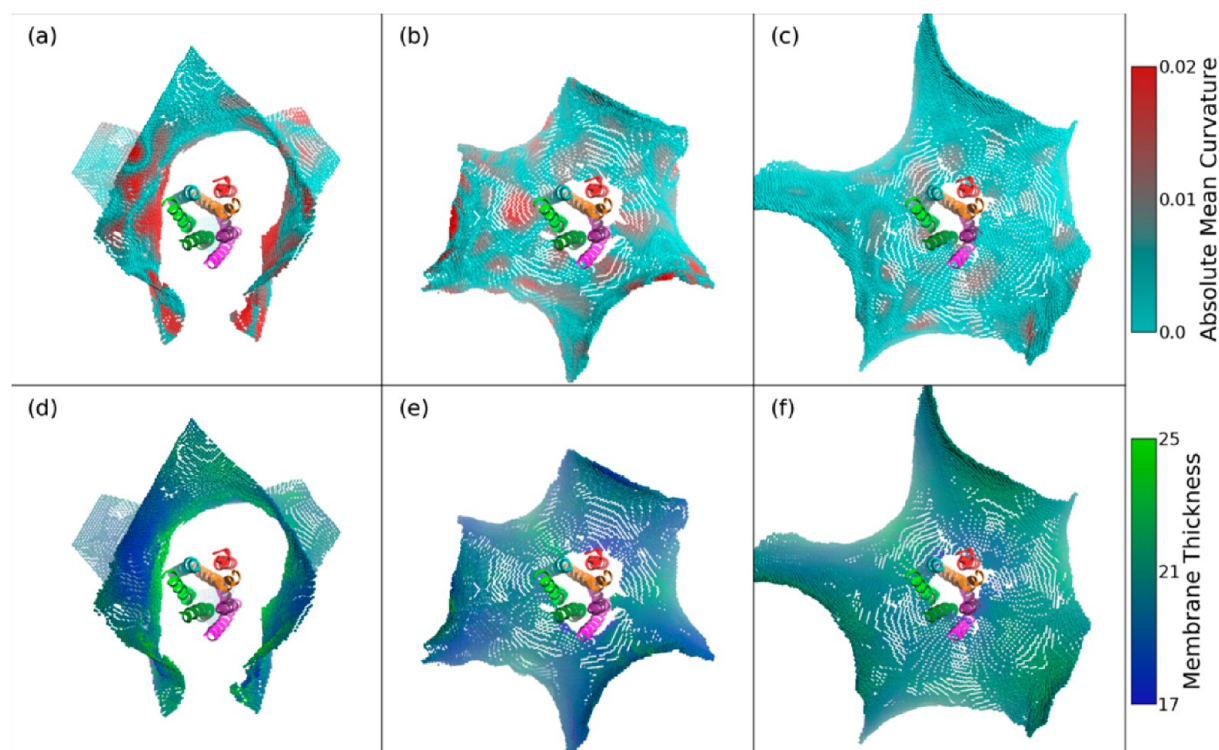 (a)
(b)
(c)
0.02
0.01
0.0
Absolute Mean Curvature
(d)
(e)
(f)
25
21
17
Membrane Thickness